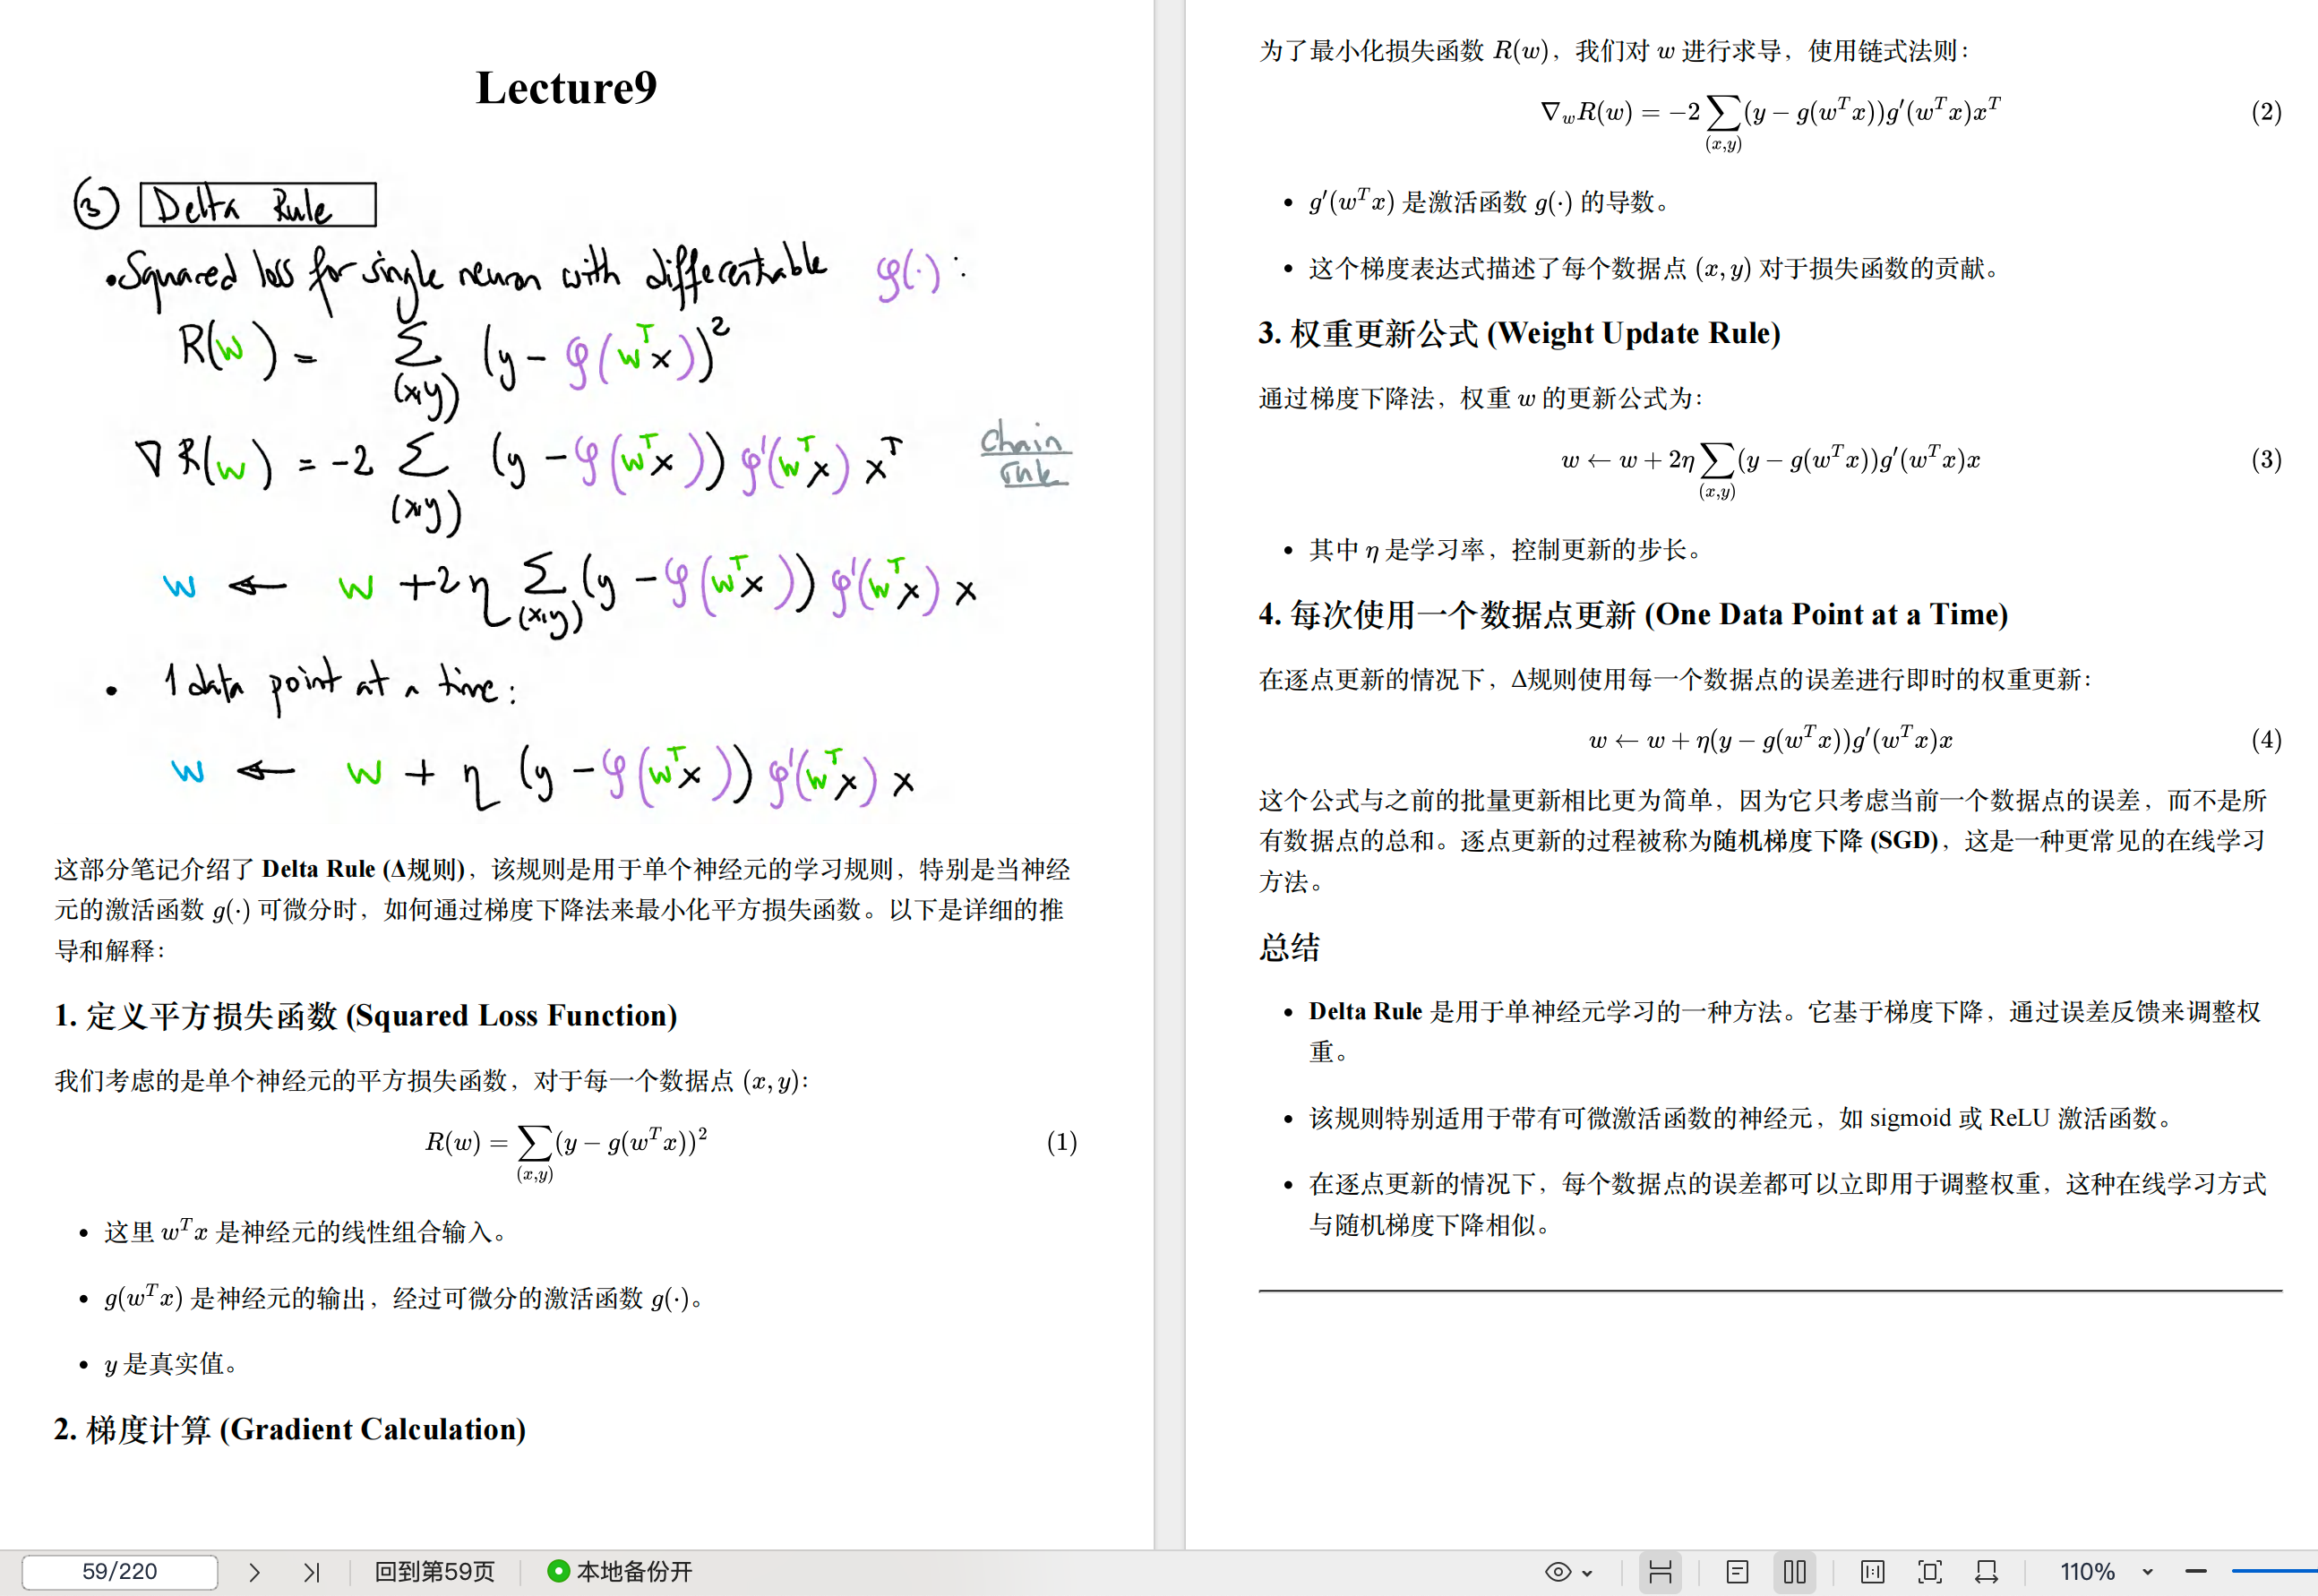 Lecture9
③ Delta Rule
•Squared loss for single neuron with differentiable φ(·):
R(w) = Σ (y - φ(wᵀx))²
(x,y)
∇R(w) = -2 Σ (y - φ(wᵀx)) φ'(wᵀx) xᵀ
(x,y)
chain
rule
w ← w + 2η Σ (y - φ(wᵀx)) φ'(wᵀx) x
(x,y)
• 1 data point at a time:
w ← w + η (y - φ(wᵀx)) φ'(wᵀx) x
这部分笔记介绍了 Delta Rule (Δ规则)，该规则是用于单个神经元的学习规则，特别是当神经
元的激活函数 g(·) 可微分时，如何通过梯度下降法来最小化平方损失函数。以下是详细的推
导和解释：
1. 定义平方损失函数 (Squared Loss Function)
我们考虑的是单个神经元的平方损失函数，对于每一个数据点 (x, y)：
R(w) = ∑(y − g(wᵀx))² (1)
(x,y)
• 这里 wᵀx 是神经元的线性组合输入。
• g(wᵀx) 是神经元的输出，经过可微分的激活函数 g(·)。
• y 是真实值。
2. 梯度计算 (Gradient Calculation)
为了最小化损失函数 R(w)，我们对 w 进行求导，使用链式法则：
∇wR(w) = −2∑(y − g(wᵀx))g′(wᵀx)xᵀ (2)
(x,y)
• g′(wᵀx) 是激活函数 g(·) 的导数。
• 这个梯度表达式描述了每个数据点 (x, y) 对于损失函数的贡献。
3. 权重更新公式 (Weight Update Rule)
通过梯度下降法，权重 w 的更新公式为：
w ← w + 2η∑(y − g(wᵀx))g′(wᵀx)x (3)
(x,y)
• 其中 η 是学习率，控制更新的步长。
4. 每次使用一个数据点更新 (One Data Point at a Time)
在逐点更新的情况下，Δ规则使用每一个数据点的误差进行即时的权重更新：
w ← w + η(y − g(wᵀx))g′(wᵀx)x (4)
这个公式与之前的批量更新相比更为简单，因为它只考虑当前一个数据点的误差，而不是所
有数据点的总和。逐点更新的过程被称为随机梯度下降 (SGD)，这是一种更常见的在线学习
方法。
总结
• Delta Rule 是用于单神经元学习的一种方法。它基于梯度下降，通过误差反馈来调整权
重。
• 该规则特别适用于带有可微激活函数的神经元，如 sigmoid 或 ReLU 激活函数。
• 在逐点更新的情况下，每个数据点的误差都可以立即用于调整权重，这种在线学习方式
与随机梯度下降相似。
59/220 回到第59页 本地备份开 110%